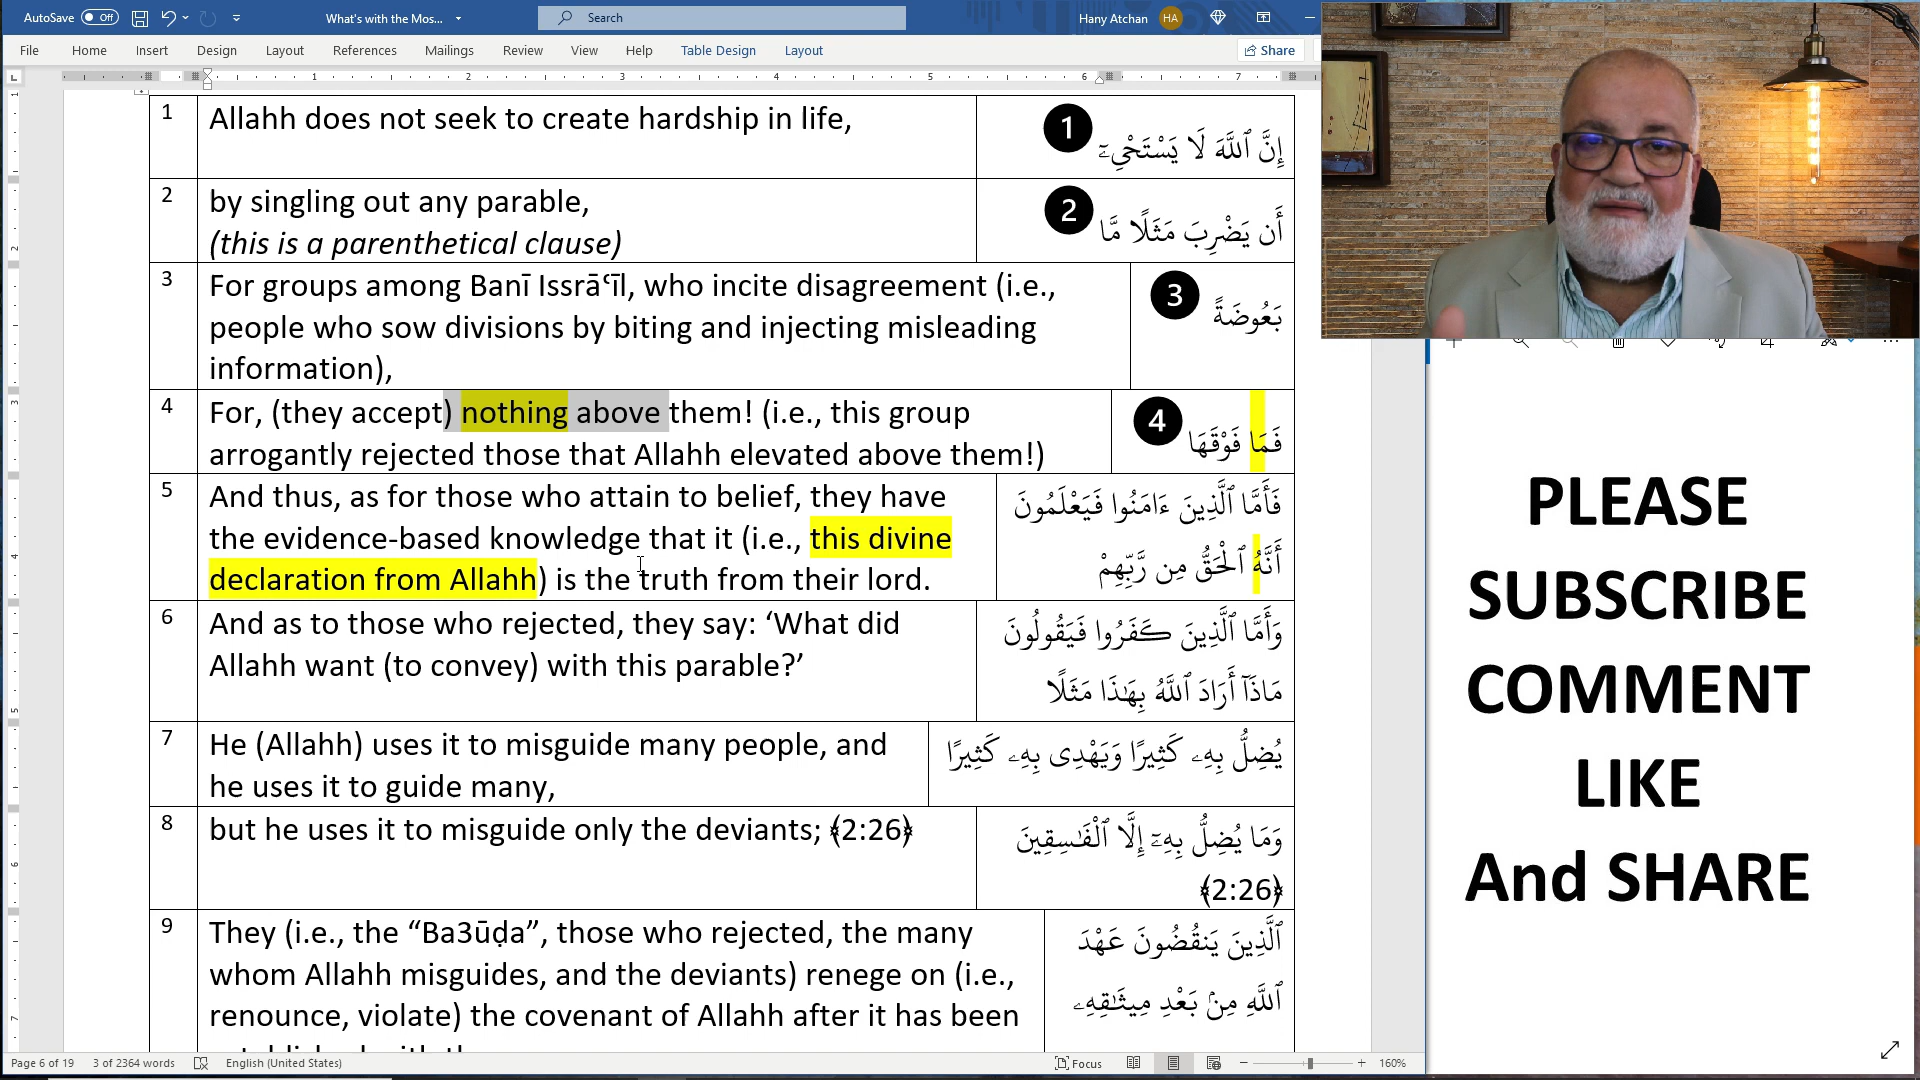 AutoSave Off What's with the Mos... Search Hany Atchan HA
File Home Insert Design Layout References Mailings Review View Help Table Design Layout Share
1 2 3 4 5 6 7
1 Allahh does not seek to create hardship in life,
1 إِنَّ ٱللَّهَ لَا يَسْتَحْىِۦٓ
2 by singling out any parable,
(this is a parenthetical clause)
2 أَن يَضْرِبَ مَثَلًا مَّا
3 For groups among Banī Issrāʿīl, who incite disagreement (i.e.,
people who sow divisions by biting and injecting misleading
information),
3 بَعُوضَةً
4 For, (they accept) nothing above them! (i.e., this group
arrogantly rejected those that Allahh elevated above them!)
4 فَمَا فَوْقَهَا
5 And thus, as for those who attain to belief, they have
the evidence-based knowledge that it (i.e., this divine
declaration from Allahh) is the truth from their lord.
فَأَمَّا ٱلَّذِينَ ءَامَنُوا فَيَعْلَمُونَ
أَنَّهُ ٱلْحَقُّ مِن رَّبِّهِمْ
6 And as to those who rejected, they say: ‘What did
Allahh want (to convey) with this parable?’
وَأَمَّا ٱلَّذِينَ كَفَرُوا فَيَقُولُونَ
مَاذَآ أَرَادَ ٱللَّهُ بِهَٰذَا مَثَلًا
7 He (Allahh) uses it to misguide many people, and
he uses it to guide many,
يُضِلُّ بِهِۦ كَثِيرًا وَيَهْدِى بِهِۦ كَثِيرًا
8 but he uses it to misguide only the deviants; ﴾2:26﴿
وَمَا يُضِلُّ بِهِۦٓ إِلَّا ٱلْفَٰسِقِينَ
﴾2:26﴿
9 They (i.e., the “Ba3ūḍa”, those who rejected, the many
whom Allahh misguides, and the deviants) renege on (i.e.,
renounce, violate) the covenant of Allahh after it has been
ٱلَّذِينَ يَنقُضُونَ عَهْدَ
ٱللَّهِ مِنۢ بَعْدِ مِيثَٰقِهِۦ
PLEASE
SUBSCRIBE
COMMENT
LIKE
And SHARE
Page 6 of 19 3 of 2364 words English (United States) Focus 160%